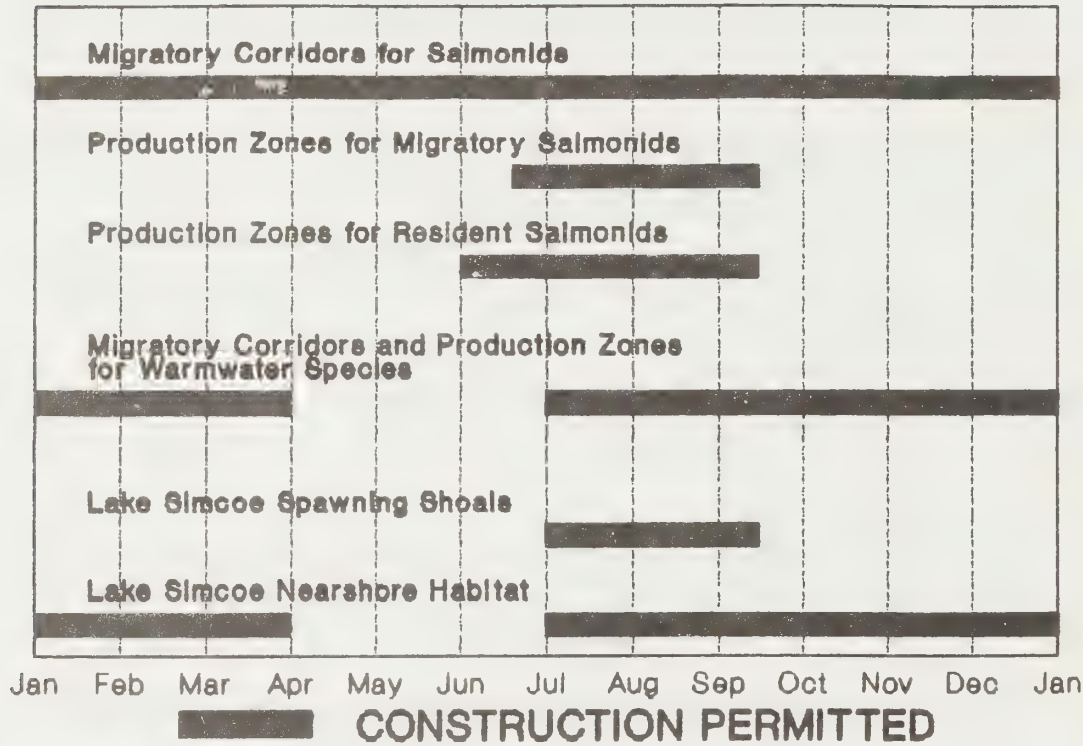 Migratory Corridors for Salmonids
Production Zones for Migratory Salmonids
Production Zones for Resident Salmonids
Migratory Corridors and Production Zones
for Warmwater Species
Lake Simcoe Spawning Shoals
Lake Simcoe Nearshore Habitat
Jan Feb Mar Apr May Jun Jul Aug Sep Oct Nov Dec Jan
CONSTRUCTION PERMITTED